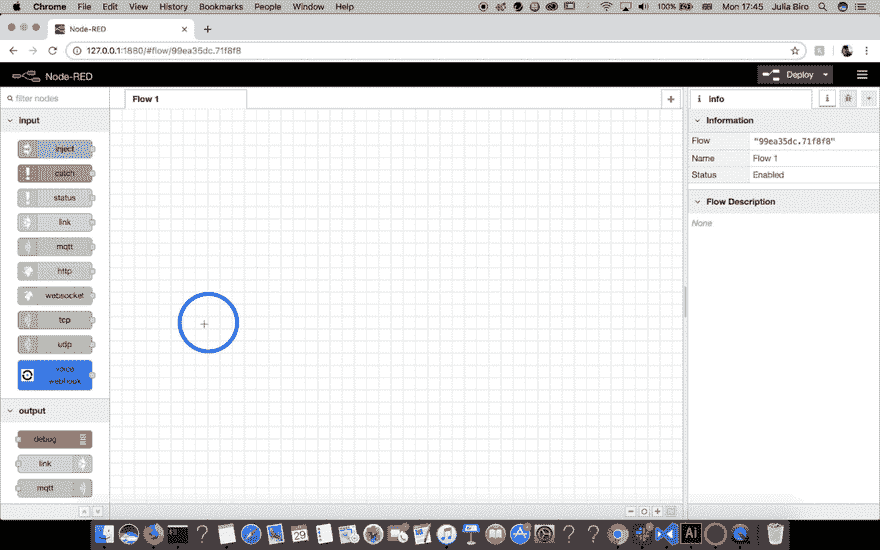 Chrome File Edit View History Bookmarks People Window Help 100% Mon 17:45 Julia Biro
Node-RED
127.0.0.1:1880/#flow/99ea35dc.71f8f8
Node-RED Deploy
filter nodes Flow 1 info
input Information
inject Flow "99ea35dc.71f8f8"
catch Name Flow 1
status Status Enabled
link Flow Description
mqtt None
http
websocket
tcp
udp
voice
webhook
output
debug
link
mqtt
29
Ai